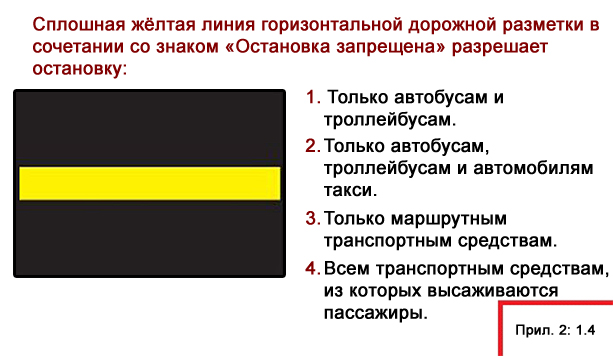 Сплошная жёлтая линия горизонтальной дорожной разметки в
сочетании со знаком «Остановка запрещена» разрешает
остановку:
1. Только автобусам и
троллейбусам.
2. Только автобусам,
троллейбусам и автомобилям
такси.
3. Только маршрутным
транспортным средствам.
4. Всем транспортным средствам,
из которых высаживаются
пассажиры.
Прил. 2: 1.4